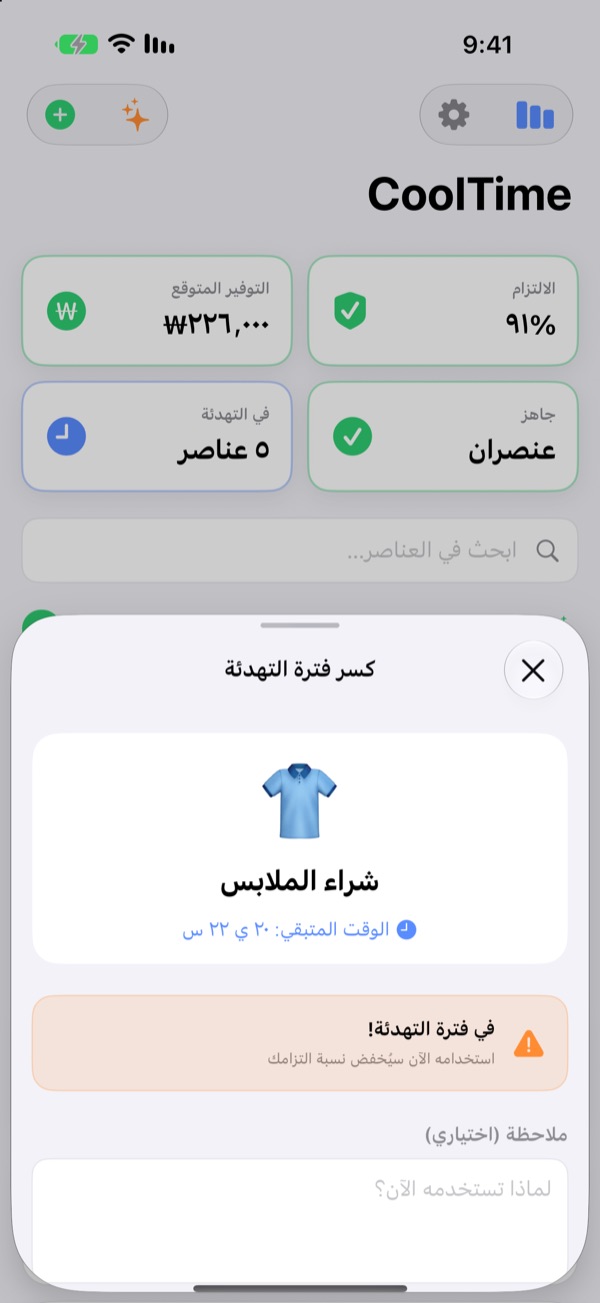 9:41
CoolTime
الالتزام
٩١%
التوفير المتوقع
₩٢٢٦,٠٠٠
جاهز
عنصران
في التهدئة
٥ عناصر
ابحث في العناصر...
كسر فترة التهدئة
شراء الملابس
الوقت المتبقي: ٢٠ ي ٢٢ س
في فترة التهدئة!
استخدامه الآن سيُخفض نسبة التزامك
ملاحظة (اختياري)
لماذا تستخدمه الآن؟